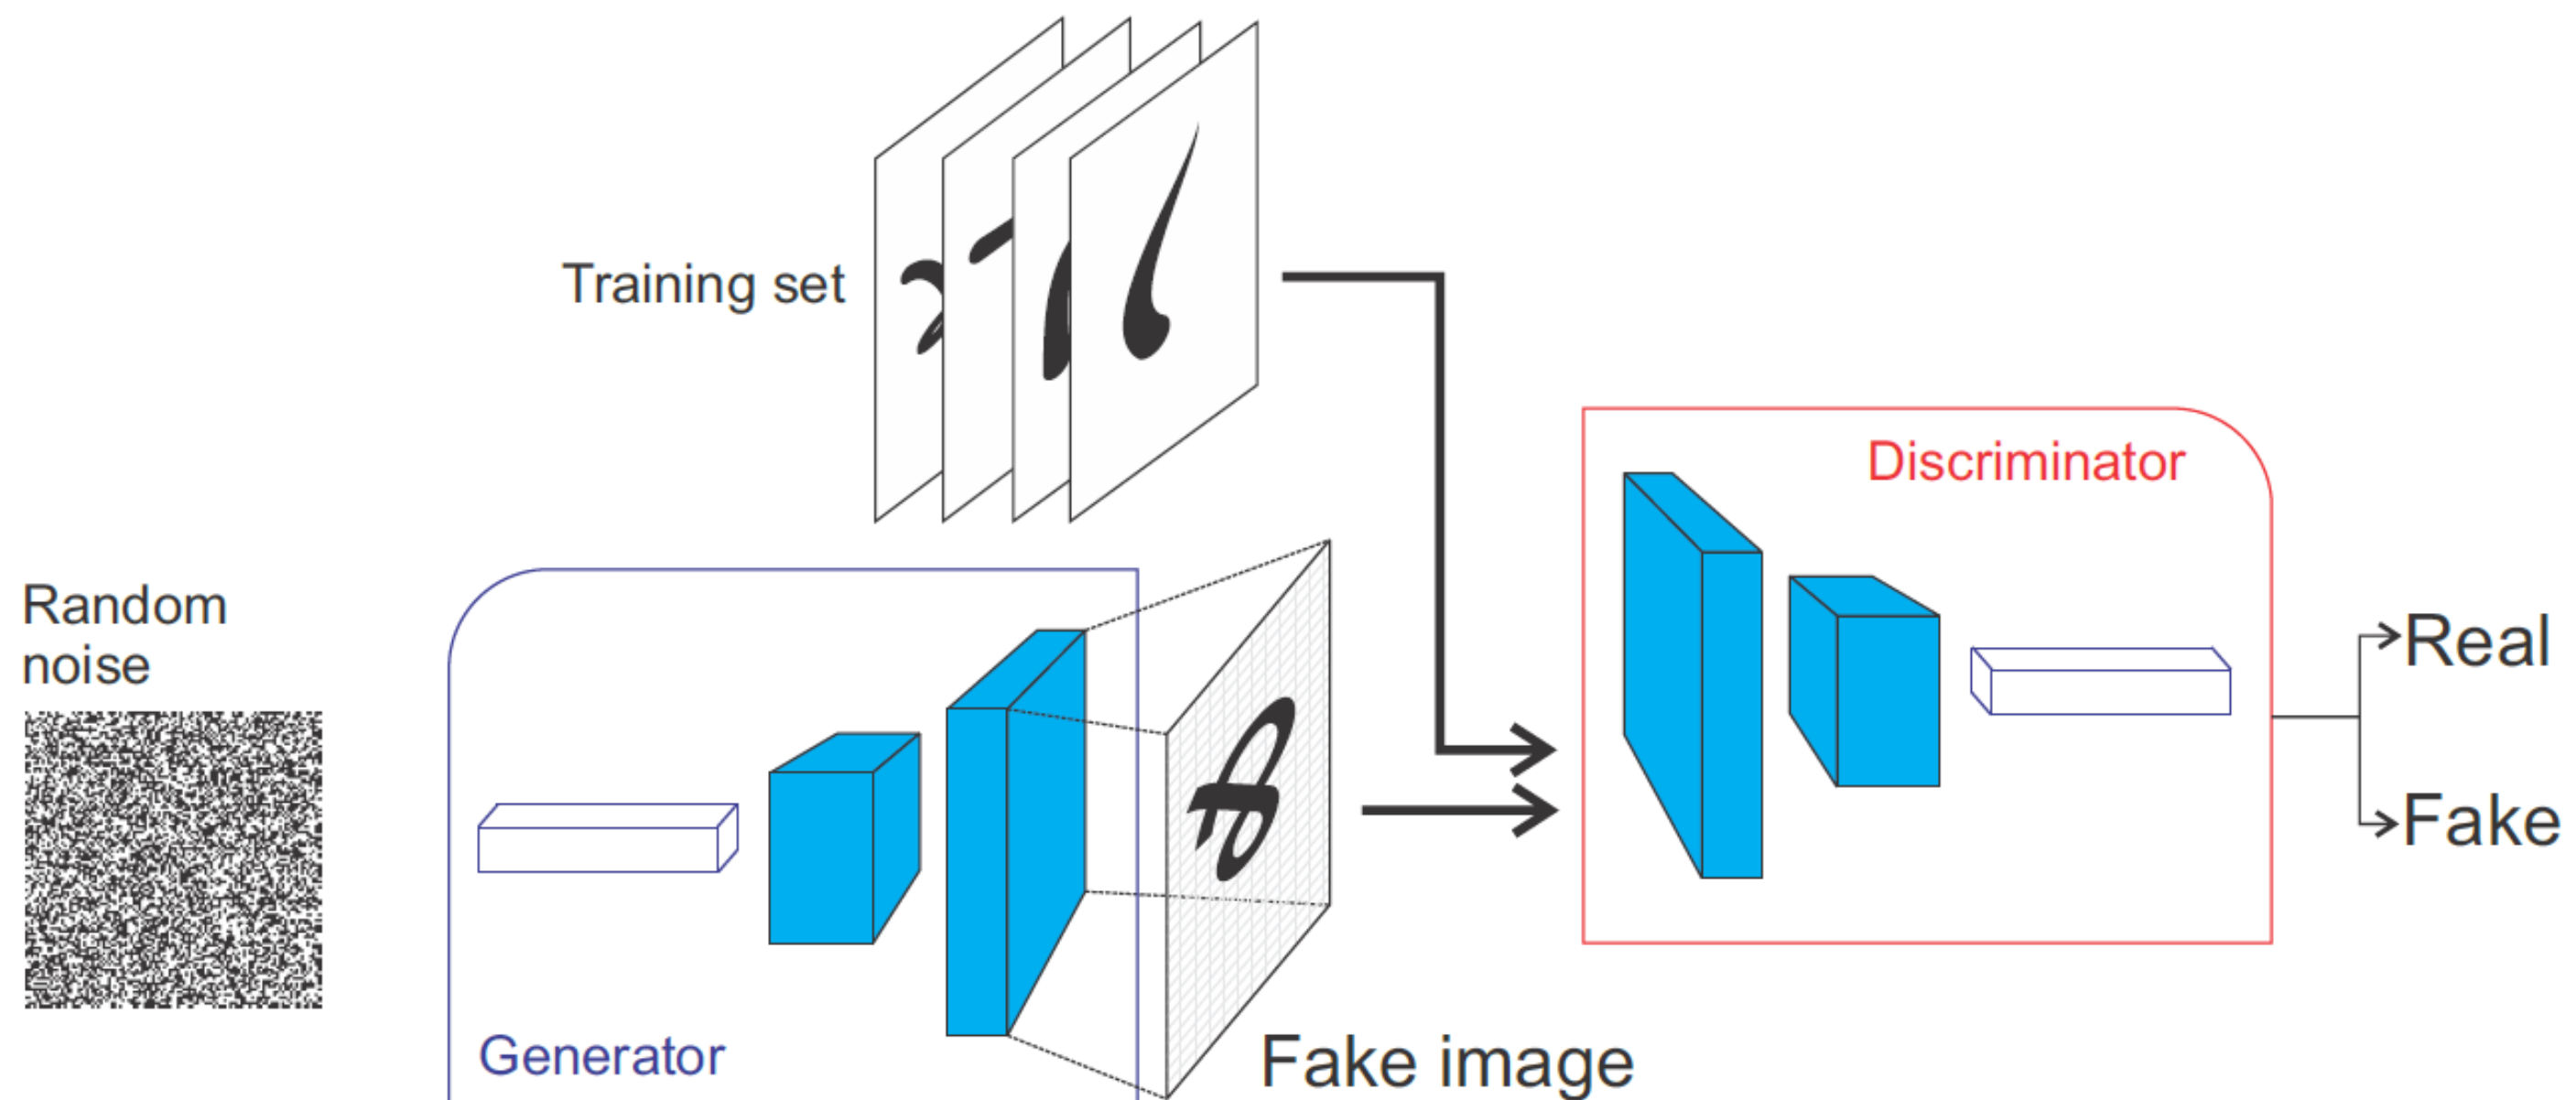 Training set
Discriminator
Random
noise
Real
Fake
Generator
Fake image